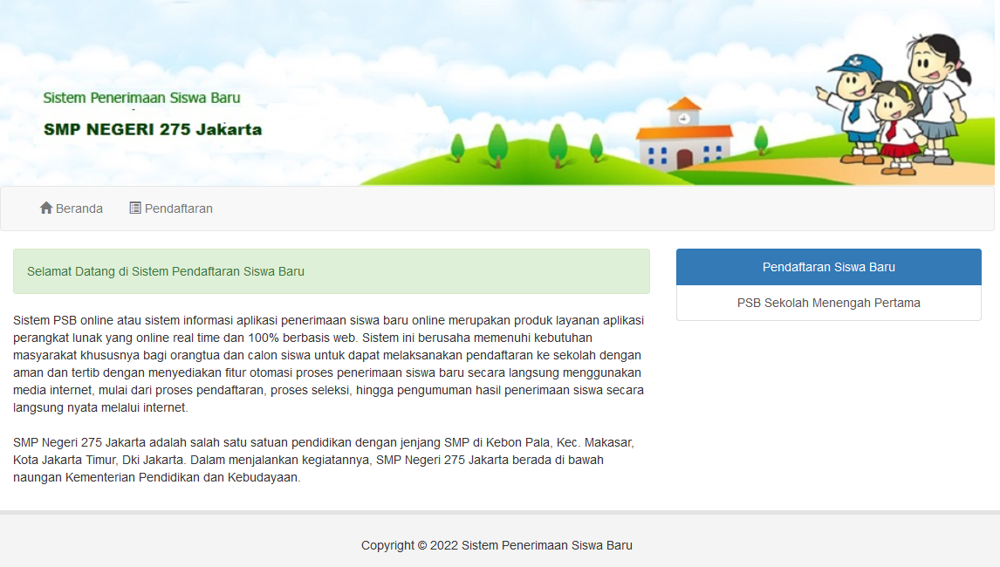 Sistem Penerimaan Siswa Baru
SMP NEGERI 275 Jakarta
Beranda
Pendaftaran
Selamat Datang di Sistem Pendaftaran Siswa Baru
Sistem PSB online atau sistem informasi aplikasi penerimaan siswa baru online merupakan produk layanan aplikasi
perangkat lunak yang online real time dan 100% berbasis web. Sistem ini berusaha memenuhi kebutuhan
masyarakat khususnya bagi orangtua dan calon siswa untuk dapat melaksanakan pendaftaran ke sekolah dengan
aman dan tertib dengan menyediakan fitur otomasi proses penerimaan siswa baru secara langsung menggunakan
media internet, mulai dari proses pendaftaran, proses seleksi, hingga pengumuman hasil penerimaan siswa secara
langsung nyata melalui internet.
SMP Negeri 275 Jakarta adalah salah satu satuan pendidikan dengan jenjang SMP di Kebon Pala, Kec. Makasar,
Kota Jakarta Timur, Dki Jakarta. Dalam menjalankan kegiatannya, SMP Negeri 275 Jakarta berada di bawah
naungan Kementerian Pendidikan dan Kebudayaan.
Pendaftaran Siswa Baru
PSB Sekolah Menengah Pertama
Copyright © 2022 Sistem Penerimaan Siswa Baru